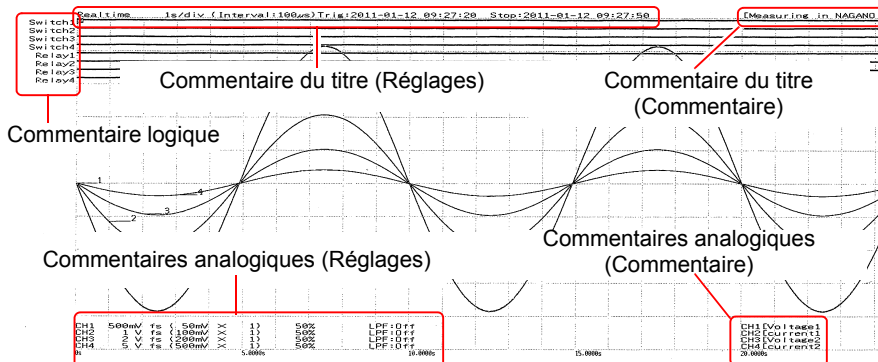 Realtime 1s/div (Interval:100µs)Trig:2011-01-12 09:27:20 Stop:2011-01-12 09:27:50 [Measuring in NAGANO
Switch1
Switch2
Switch3
Switch4
Relay1
Relay2
Relay3
Relay4
Commentaire du titre (Réglages)
Commentaire du titre
(Commentaire)
Commentaire logique
1
4
3
2
Commentaires analogiques (Réglages)
Commentaires analogiques
(Commentaire)
CH1 500mV fs ( 50mV X 1) 50% LPF:Off CH1[Voltage1
CH2 1 V fs (100mV X 1) 50% LPF:Off CH2[current1
CH3 2 V fs (200mV X 1) 50% LPF:Off CH3[Voltage2
CH4 5 V fs (500mV X 1) 50% LPF:Off CH4[current2
0s 5.0000s 10.0000s 15.0000s 20.0000s